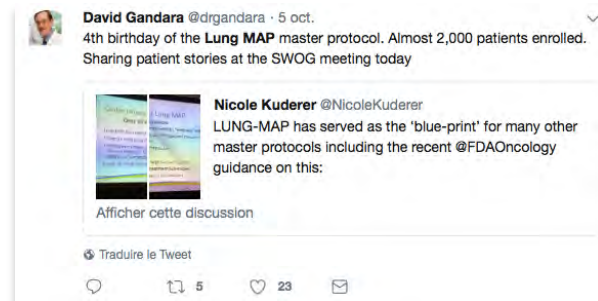 David Gandara @drgandara · 5 oct.
4th birthday of the Lung MAP master protocol. Almost 2,000 patients enrolled.
Sharing patient stories at the SWOG meeting today
Nicole Kuderer @NicoleKuderer
LUNG-MAP has served as the 'blue-print' for many other
master protocols including the recent @FDAOncology
guidance on this:
Afficher cette discussion
Traduire le Tweet
5
23